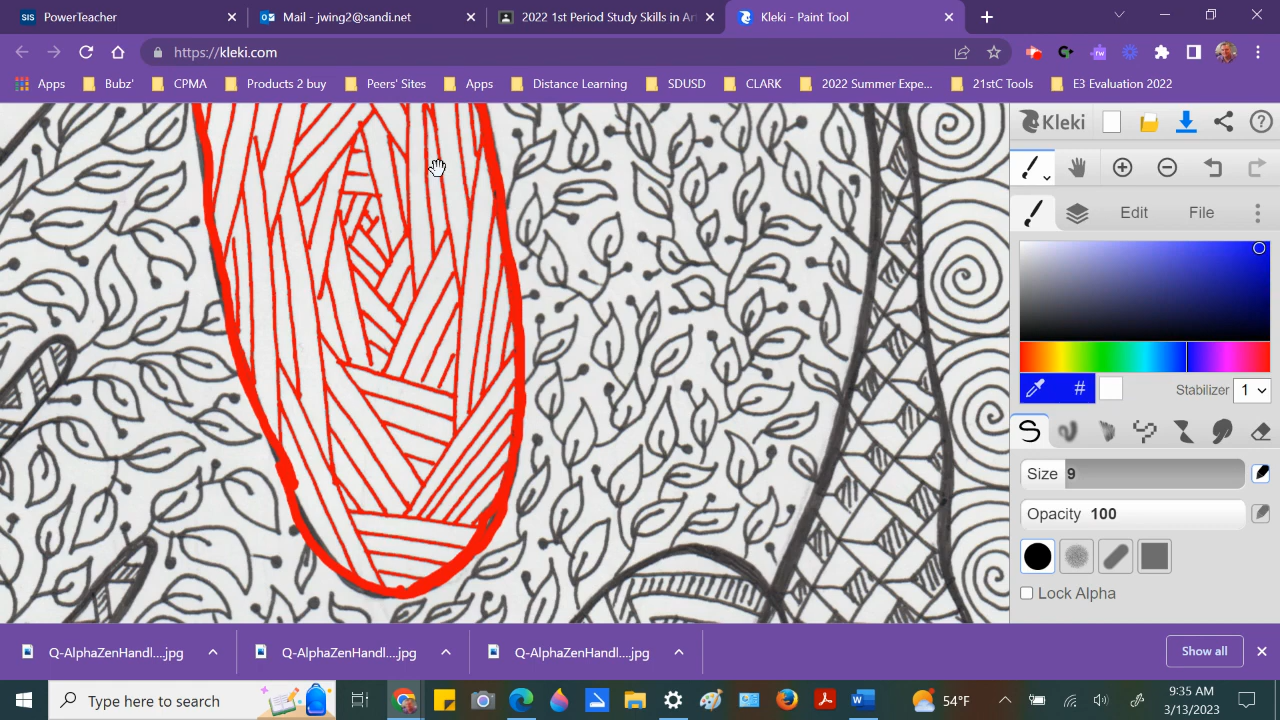 SIS PowerTeacher
Mail - jwing2@sandi.net
2022 1st Period Study Skills in Ar
Kleki - Paint Tool
https://kleki.com
Apps Bubz' CPMA Products 2 buy Peers' Sites Apps Distance Learning SDUSD CLARK 2022 Summer Expe... 21stC Tools E3 Evaluation 2022
Kleki
Edit File
# Stabilizer 1
Size 9
Opacity 100
Lock Alpha
Q-AlphaZenHandl....jpg Q-AlphaZenHandl....jpg Q-AlphaZenHandl....jpg Show all
Type here to search
54°F
9:35 AM
3/13/2023